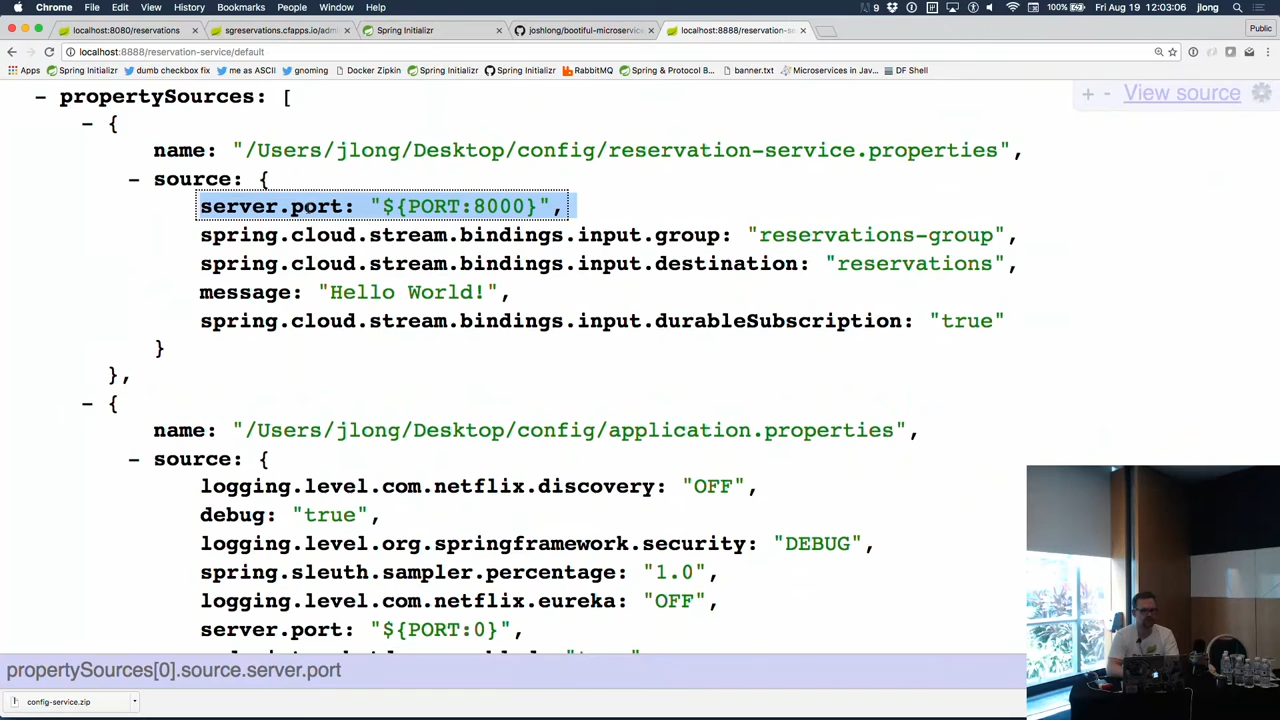 Chrome File Edit View History Bookmarks People Window Help 9 100% Fri Aug 19 12:03:06 jlong
localhost:8080/reservations sgreservations.cfapps.io/adm Spring Initializr joshlong/bootiful-microservice localhost:8888/reservation-se Public
localhost:8888/reservation-service/default
Apps Spring Initializr dumb checkbox fix me as ASCII gnoming Docker Zipkin Spring Initializr Spring Initializr RabbitMQ Spring & Protocol B... banner.txt Microservices in Jav... DF Shell
- propertySources: [
+ - View source
- {
name: "/Users/jlong/Desktop/config/reservation-service.properties",
- source: {
server.port: "${PORT:8000}",
spring.cloud.stream.bindings.input.group: "reservations-group",
spring.cloud.stream.bindings.input.destination: "reservations",
message: "Hello World!",
spring.cloud.stream.bindings.input.durableSubscription: "true"
}
},
- {
name: "/Users/jlong/Desktop/config/application.properties",
- source: {
logging.level.com.netflix.discovery: "OFF",
debug: "true",
logging.level.org.springframework.security: "DEBUG",
spring.sleuth.sampler.percentage: "1.0",
logging.level.com.netflix.eureka: "OFF",
server.port: "${PORT:0}",
propertySources[0].source.server.port
config-service.zip